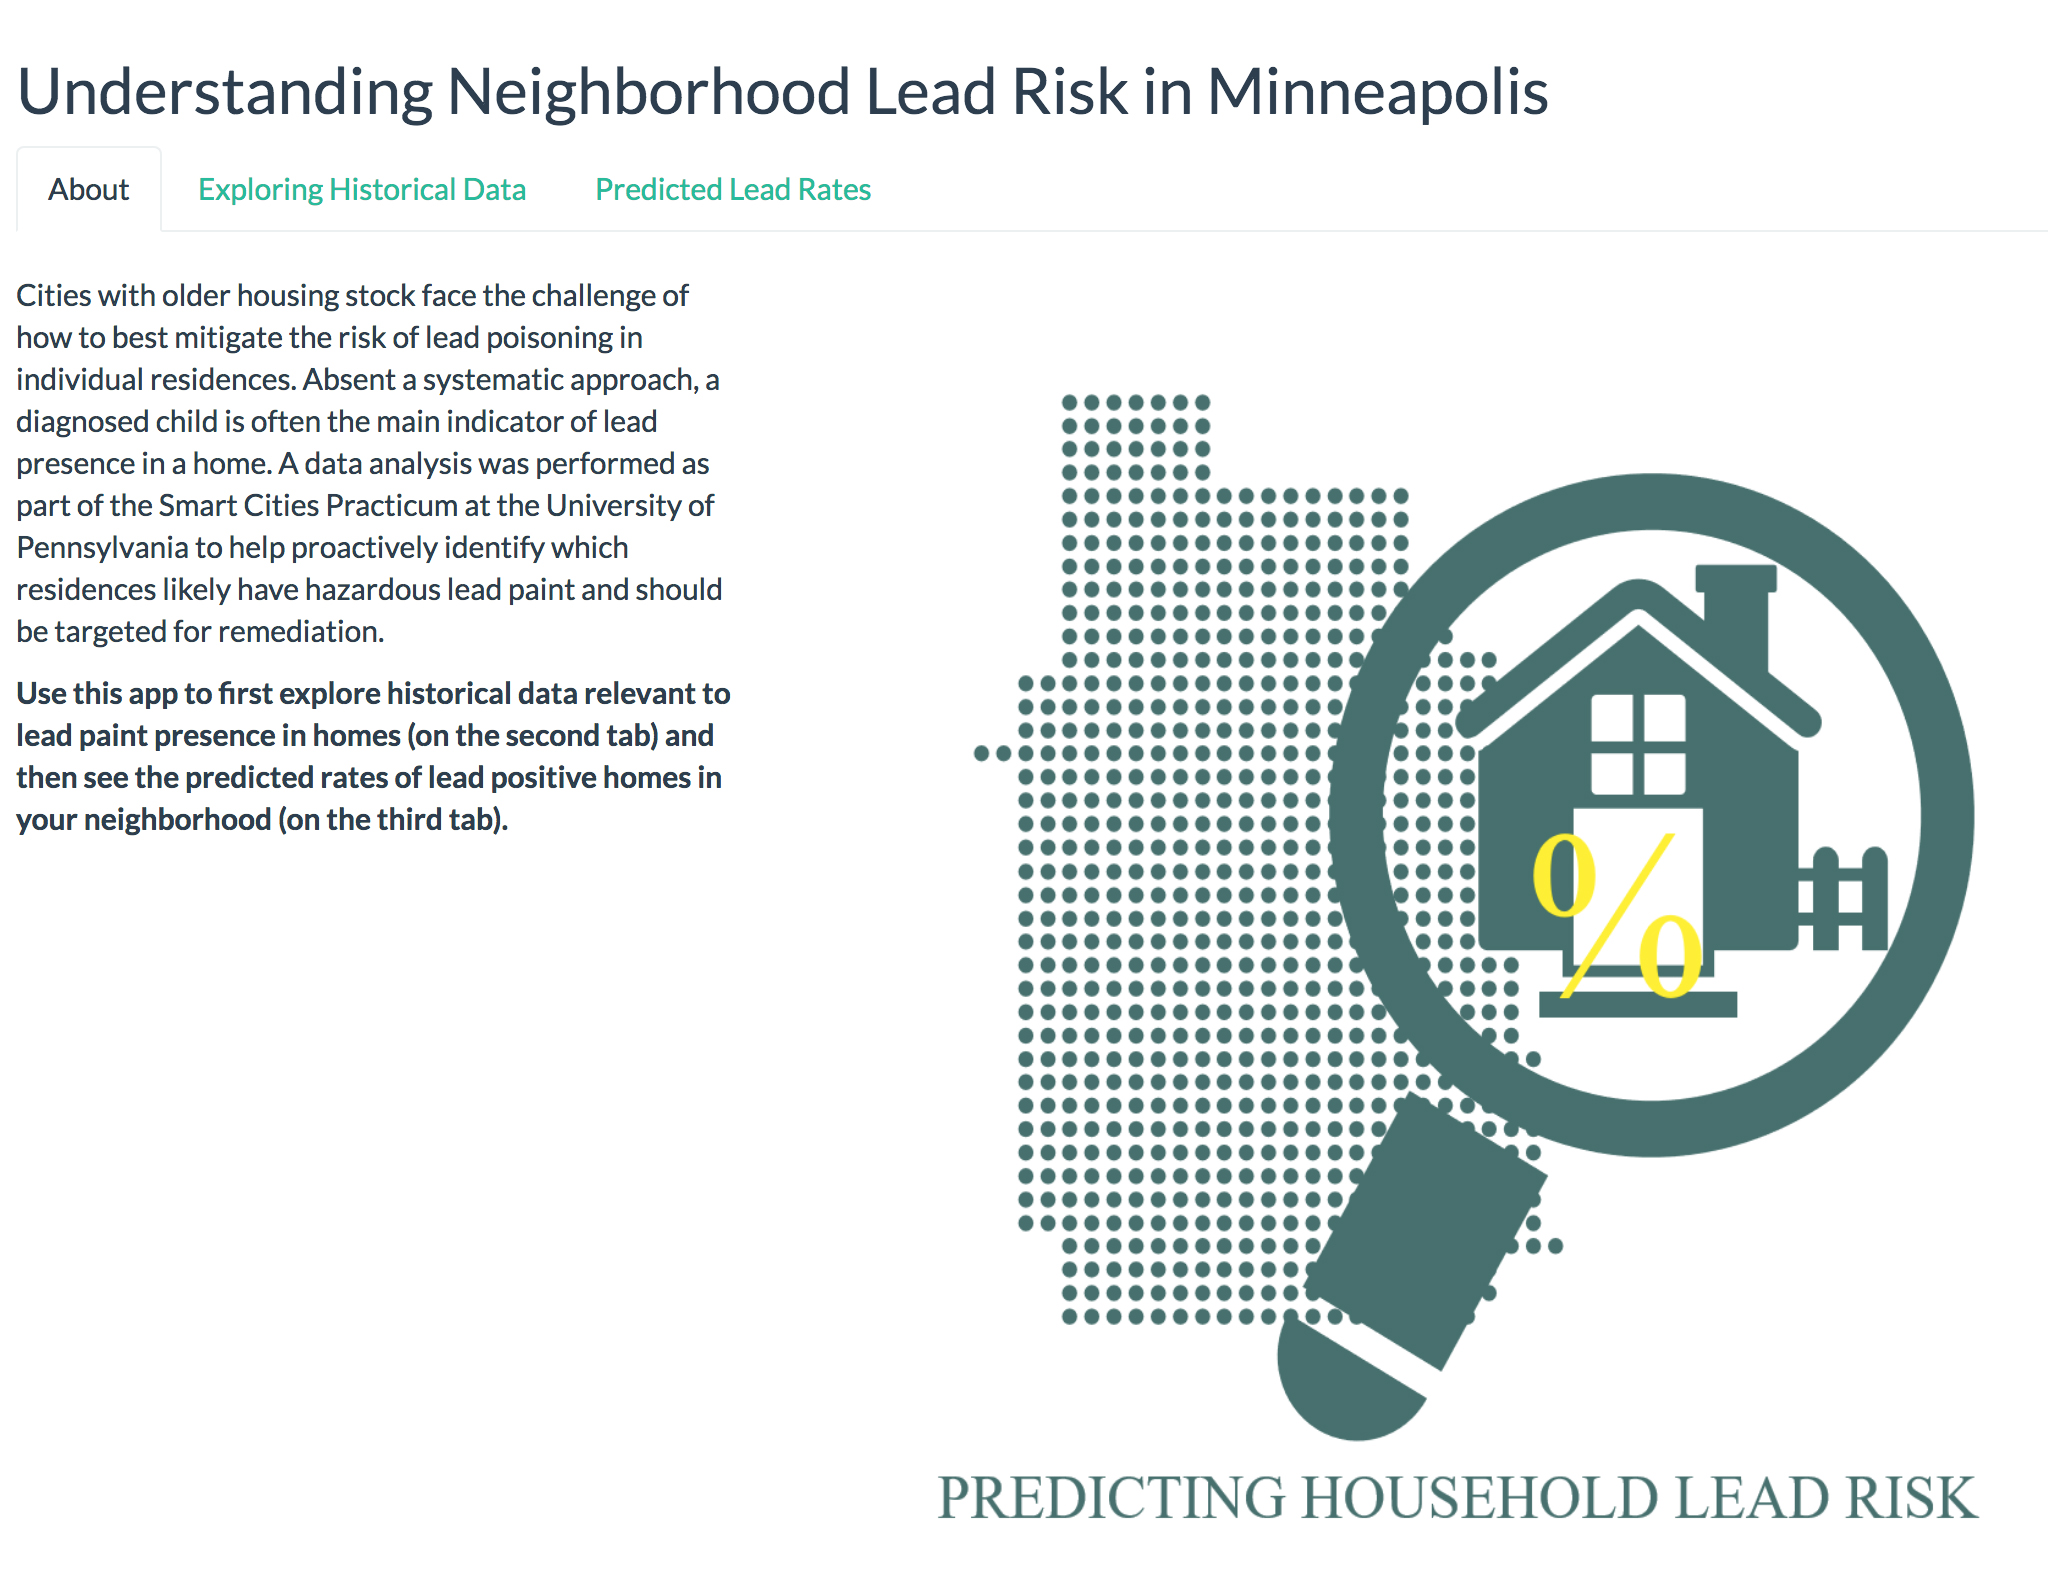 Understanding Neighborhood Lead Risk in Minneapolis
About
Exploring Historical Data
Predicted Lead Rates
Cities with older housing stock face the challenge of
how to best mitigate the risk of lead poisoning in
individual residences. Absent a systematic approach, a
diagnosed child is often the main indicator of lead
presence in a home. A data analysis was performed as
part of the Smart Cities Practicum at the University of
Pennsylvania to help proactively identify which
residences likely have hazardous lead paint and should
be targeted for remediation.
Use this app to first explore historical data relevant to
lead paint presence in homes (on the second tab) and
then see the predicted rates of lead positive homes in
your neighborhood (on the third tab).
%
PREDICTING HOUSEHOLD LEAD RISK